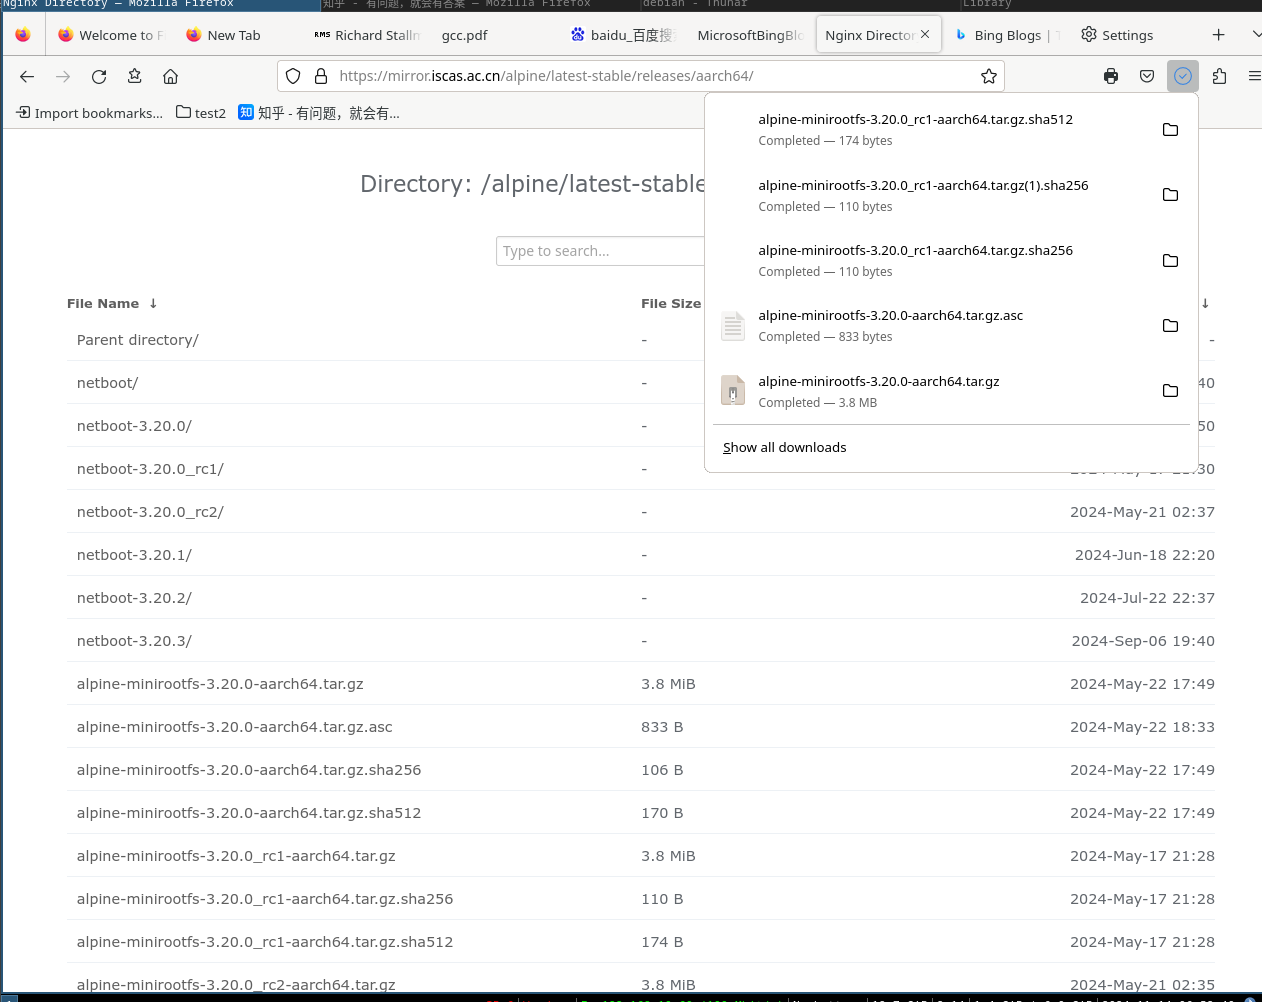 Nginx Directory — Mozilla Firefox 知乎 - 有问题，就会有答案 — Mozilla Firefox debian - Thunar Library
Welcome to F New Tab RMS Richard Stalln gcc.pdf baidu_百度搜 MicrosoftBingBlo Nginx Director Bing Blogs | Settings
https://mirror.iscas.ac.cn/alpine/latest-stable/releases/aarch64/
Import bookmarks... test2 知 知乎 - 有问题，就会有...
alpine-minirootfs-3.20.0_rc1-aarch64.tar.gz.sha512
Completed — 174 bytes
alpine-minirootfs-3.20.0_rc1-aarch64.tar.gz(1).sha256
Completed — 110 bytes
alpine-minirootfs-3.20.0_rc1-aarch64.tar.gz.sha256
Completed — 110 bytes
alpine-minirootfs-3.20.0-aarch64.tar.gz.asc
Completed — 833 bytes
alpine-minirootfs-3.20.0-aarch64.tar.gz
Completed — 3.8 MB
Show all downloads
Directory: /alpine/latest-stable
Type to search...
File Name ↓ File Size ↓
Parent directory/ - -
netboot/ - 40
netboot-3.20.0/ - 50
netboot-3.20.0_rc1/ - 30
netboot-3.20.0_rc2/ - 2024-May-21 02:37
netboot-3.20.1/ - 2024-Jun-18 22:20
netboot-3.20.2/ - 2024-Jul-22 22:37
netboot-3.20.3/ - 2024-Sep-06 19:40
alpine-minirootfs-3.20.0-aarch64.tar.gz 3.8 MiB 2024-May-22 17:49
alpine-minirootfs-3.20.0-aarch64.tar.gz.asc 833 B 2024-May-22 18:33
alpine-minirootfs-3.20.0-aarch64.tar.gz.sha256 106 B 2024-May-22 17:49
alpine-minirootfs-3.20.0-aarch64.tar.gz.sha512 170 B 2024-May-22 17:49
alpine-minirootfs-3.20.0_rc1-aarch64.tar.gz 3.8 MiB 2024-May-17 21:28
alpine-minirootfs-3.20.0_rc1-aarch64.tar.gz.sha256 110 B 2024-May-17 21:28
alpine-minirootfs-3.20.0_rc1-aarch64.tar.gz.sha512 174 B 2024-May-17 21:28
alpine-minirootfs-3.20.0_rc2-aarch64.tar.gz 3.8 MiB 2024-May-21 02:35